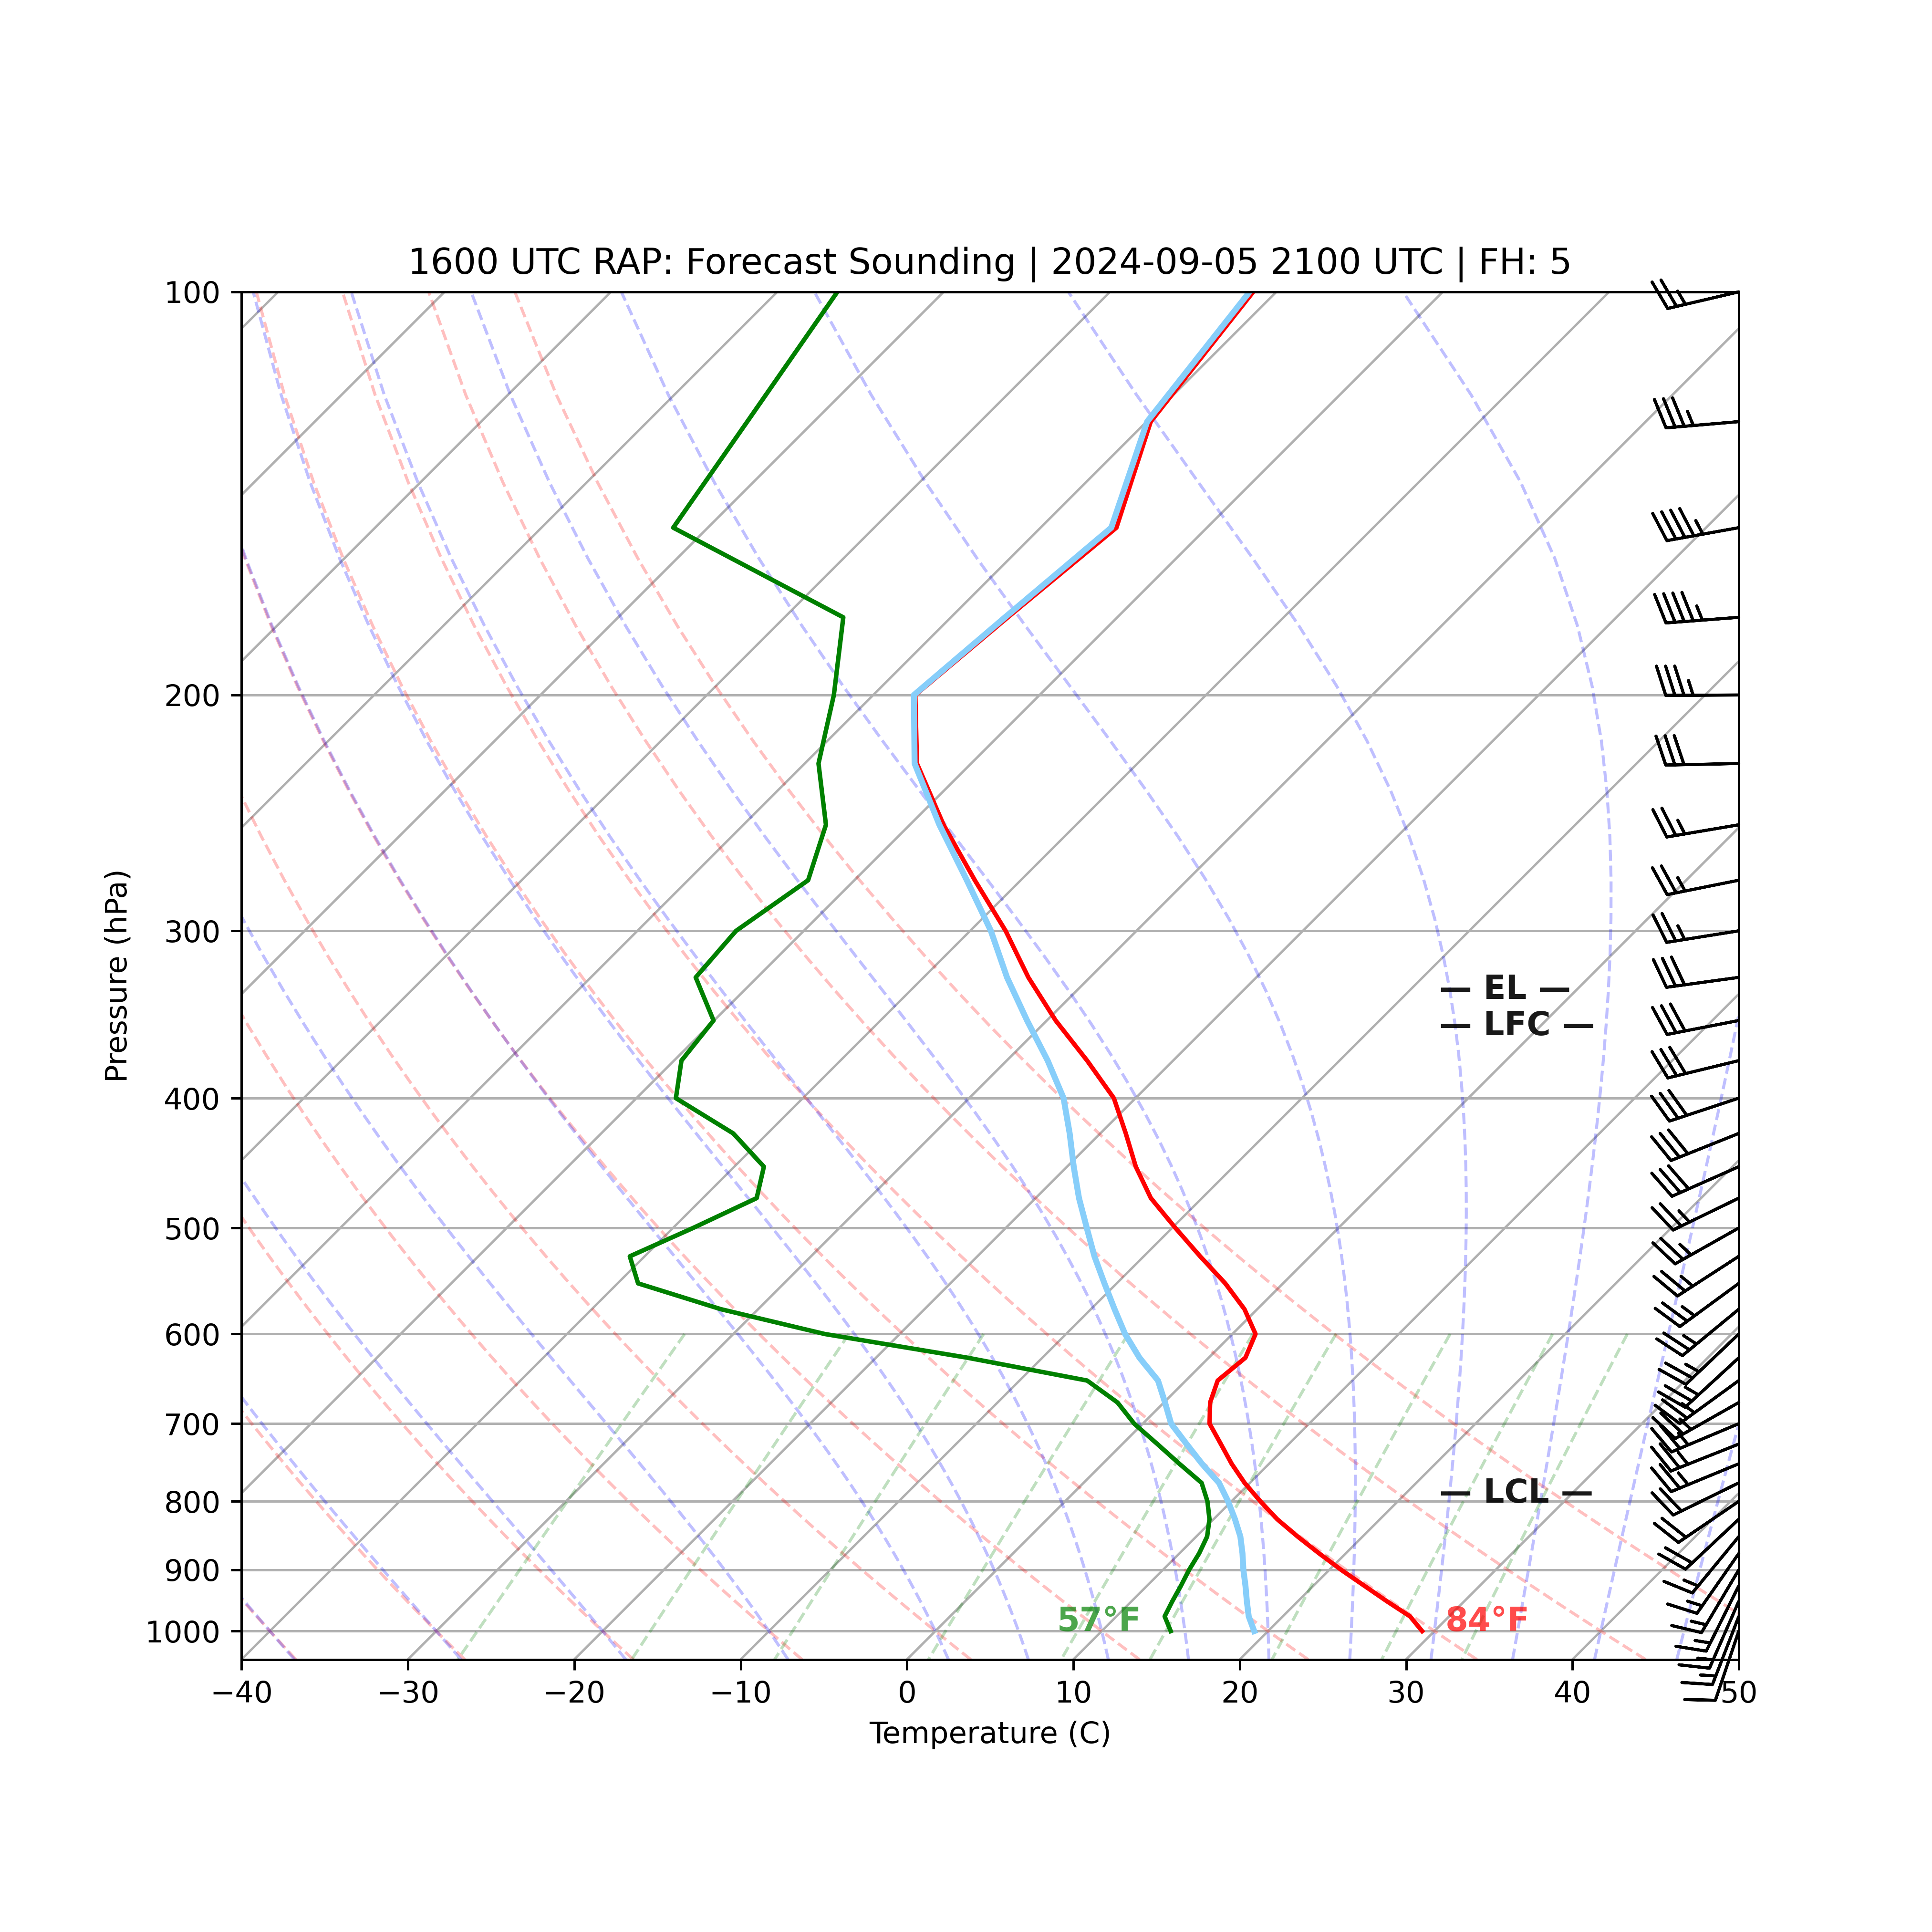 1600 UTC RAP: Forecast Sounding | 2024-09-05 2100 UTC | FH: 5
100
200
300
400
500
600
700
800
900
1000
Pressure (hPa)
— EL —
— LFC —
— LCL —
57°F
84°F
−40 −30 −20 −10 0 10 20 30 40 50
Temperature (C)